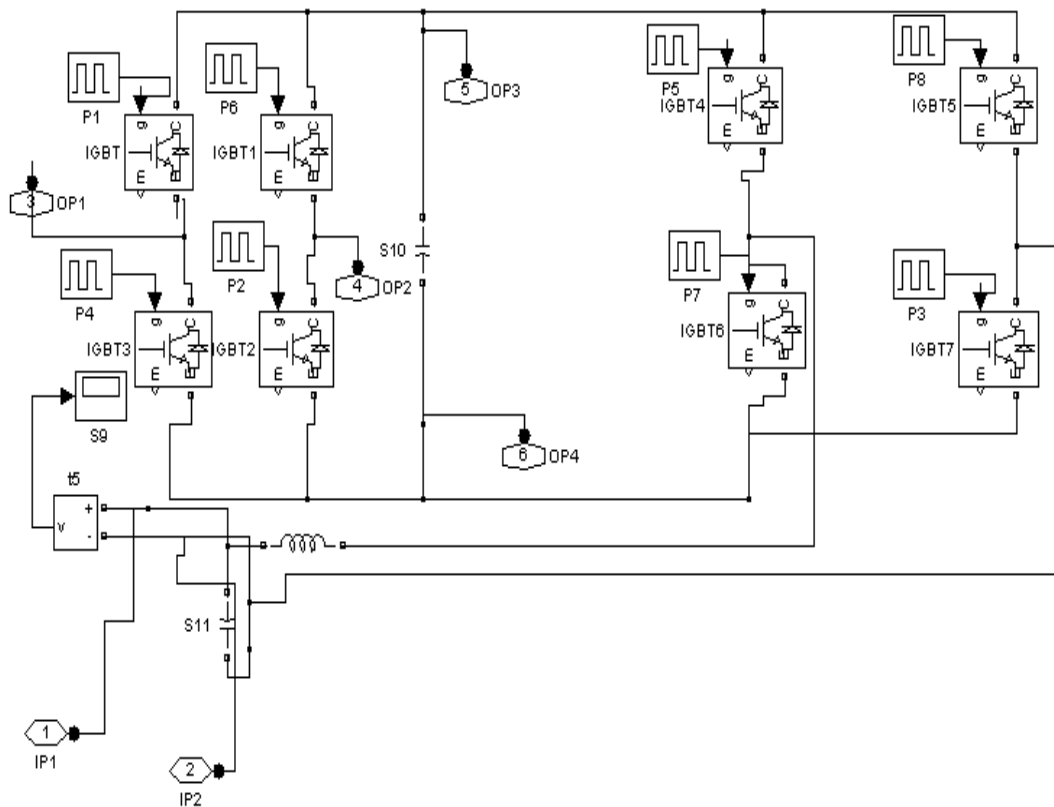 5
OP3
P1
P6
P5
P8
g
C
E
IGBT
g
C
E
IGBT1
g
C
E
IGBT4
g
C
E
IGBT5
3
OP1
S10
4
OP2
P4
P2
P7
P3
g
C
E
IGBT3
g
C
E
IGBT2
g
C
E
IGBT6
g
C
E
IGBT7
S9
6
OP4
t5
+
v
-
S11
1
IP1
2
IP2